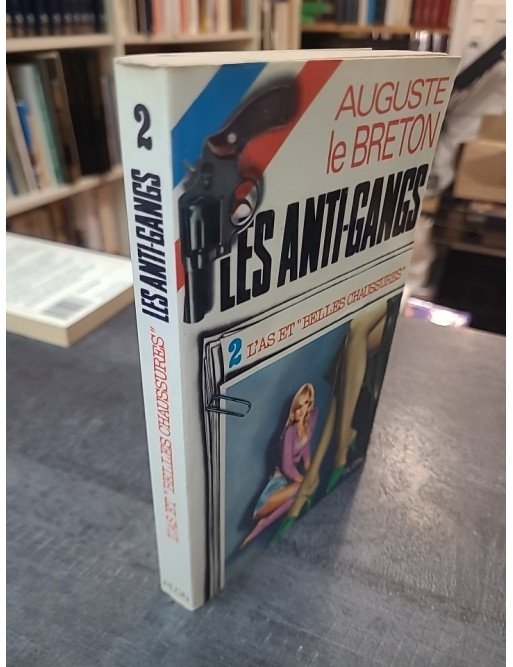 AUGUSTE
le BRETON
LES ANTI-GANGS
2 L'AS ET "BELLES CHAUSSURES"
2
LES ANTI-GANGS
L'AS ET "BELLES CHAUSSURES"
PLON